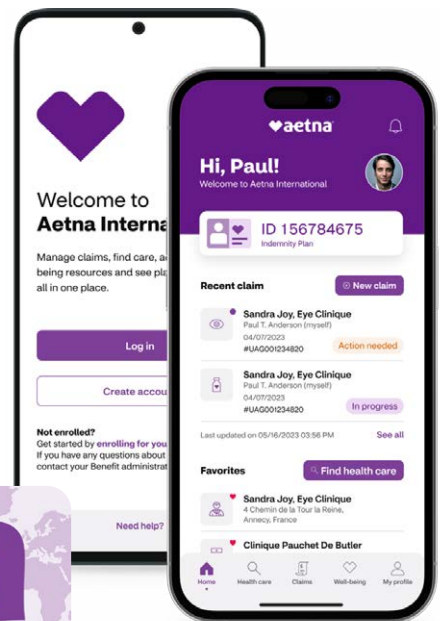 Welcome to
Aetna Interna
Manage claims, find care, a
being resources and see pla
all in one place.
Log in
Create accou
Not enrolled?
Get started by enrolling for you
If you have any questions about
contact your Benefit administrat
Need help?
aetna
Hi, Paul!
Welcome to Aetna International
ID 156784675
Indemnity Plan
Recent claim
New claim
Sandra Joy, Eye Clinique
Paul T. Anderson (myself)
04/07/2023
#UAG001234820
Action needed
Sandra Joy, Eye Clinique
Paul T. Anderson (myself)
04/07/2023
#UAG001234820
In progress
Last updated on 05/16/2023 03:56 PM
See all
Favorites
Find health care
Sandra Joy, Eye Clinique
4 Chemin de la Tour la Reine,
Annecy, France
Clinique Pauchet De Butler
Home
Health care
Claims
Well-being
My profile